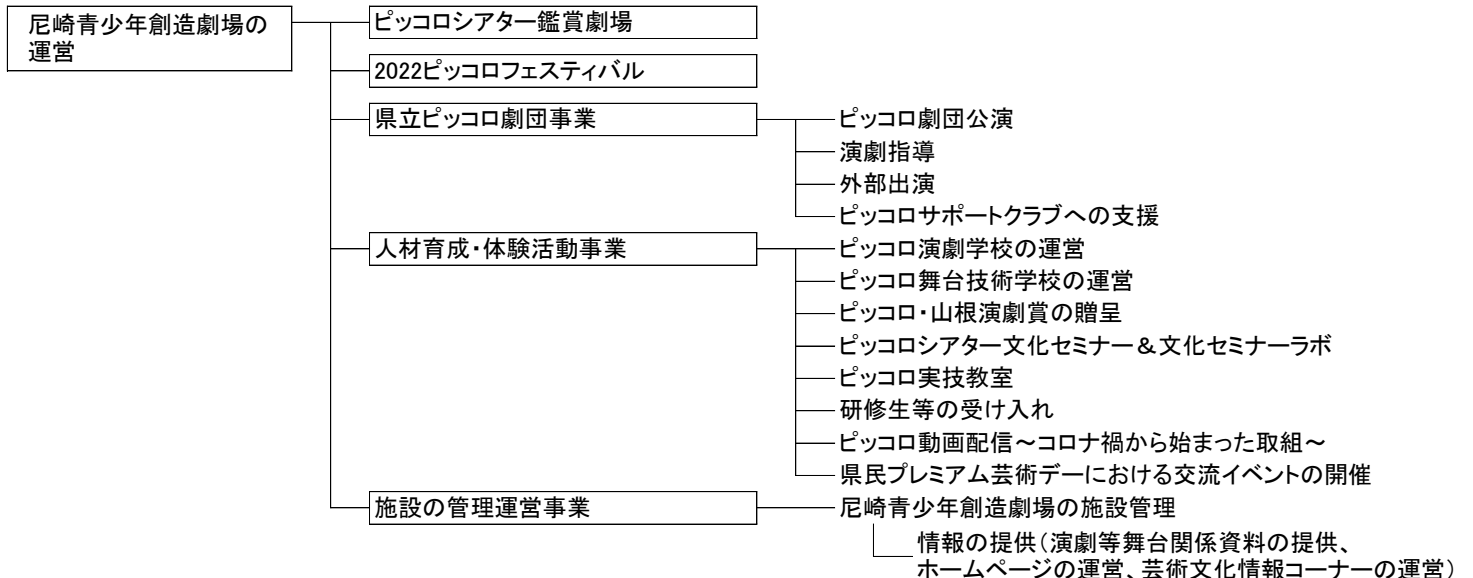 尼崎青少年創造劇場の
運営
ピッコロシアター鑑賞劇場
2022ピッコロフェスティバル
県立ピッコロ劇団事業
ピッコロ劇団公演
演劇指導
外部出演
ピッコロサポートクラブへの支援
人材育成・体験活動事業
ピッコロ演劇学校の運営
ピッコロ舞台技術学校の運営
ピッコロ・山根演劇賞の贈呈
ピッコロシアター文化セミナー＆文化セミナーラボ
ピッコロ実技教室
研修生等の受け入れ
ピッコロ動画配信～コロナ禍から始まった取組～
県民プレミアム芸術デーにおける交流イベントの開催
施設の管理運営事業
尼崎青少年創造劇場の施設管理
情報の提供（演劇等舞台関係資料の提供、
ホームページの運営、芸術文化情報コーナーの運営）